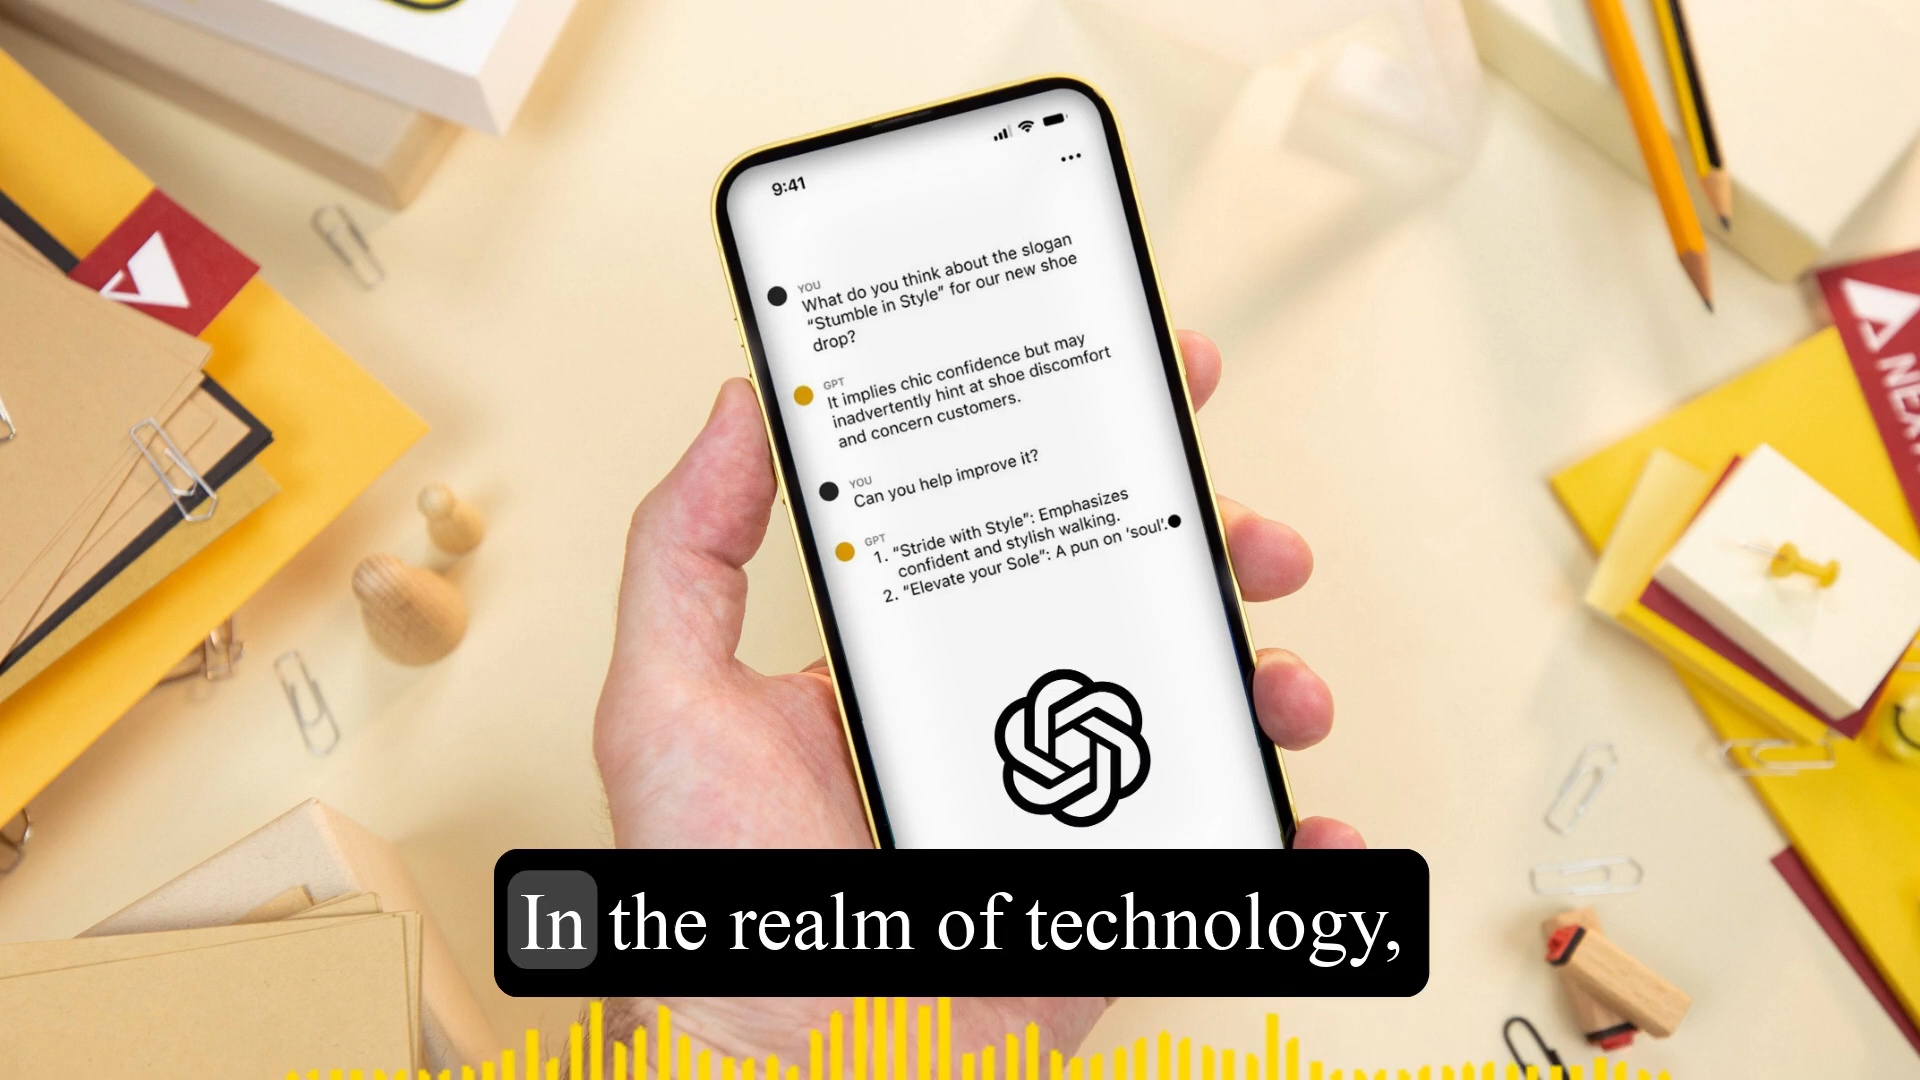 9:41
YOU
What do you think about the slogan
“Stumble in Style” for our new shoe
drop?
GPT
It implies chic confidence but may
inadvertently hint at shoe discomfort
and concern customers.
YOU
Can you help improve it?
GPT
1. “Stride with Style”: Emphasizes
confident and stylish walking.
2. “Elevate your Sole”: A pun on ‘soul’.
In the realm of technology,